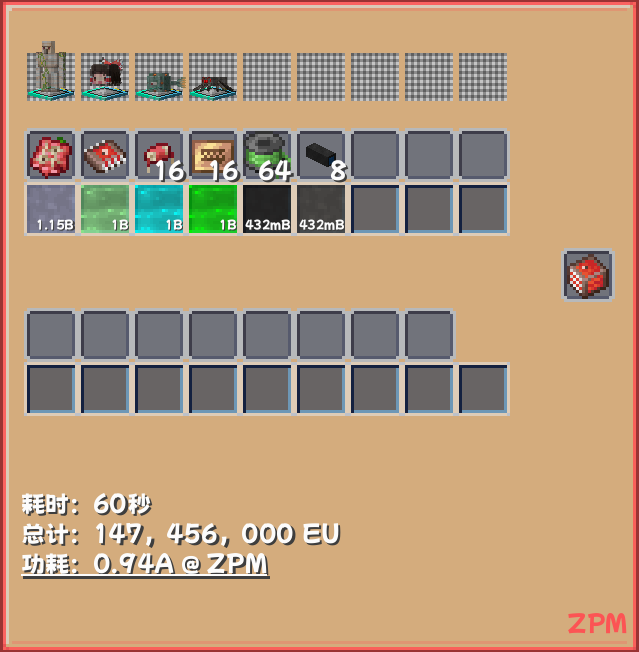 16 16 64 8
1.15B 1B 1B 1B 432mB 432mB
耗时：60秒
总计：147，456，000 EU
功耗：0.94A @ ZPM
ZPM